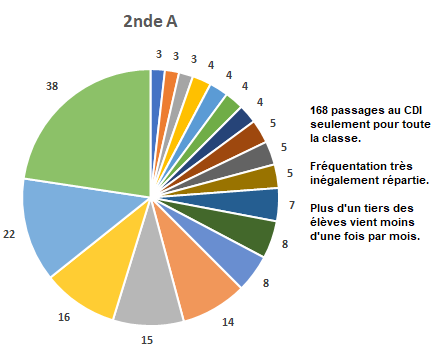 2nde A
3
3
3
4
4
4
4
5
5
5
7
8
8
14
15
16
22
38
168 passages au CDI
seulement pour toute
la classe.
Fréquentation très
inégalement répartie.
Plus d'un tiers des
élèves vient moins
d'une fois par mois.